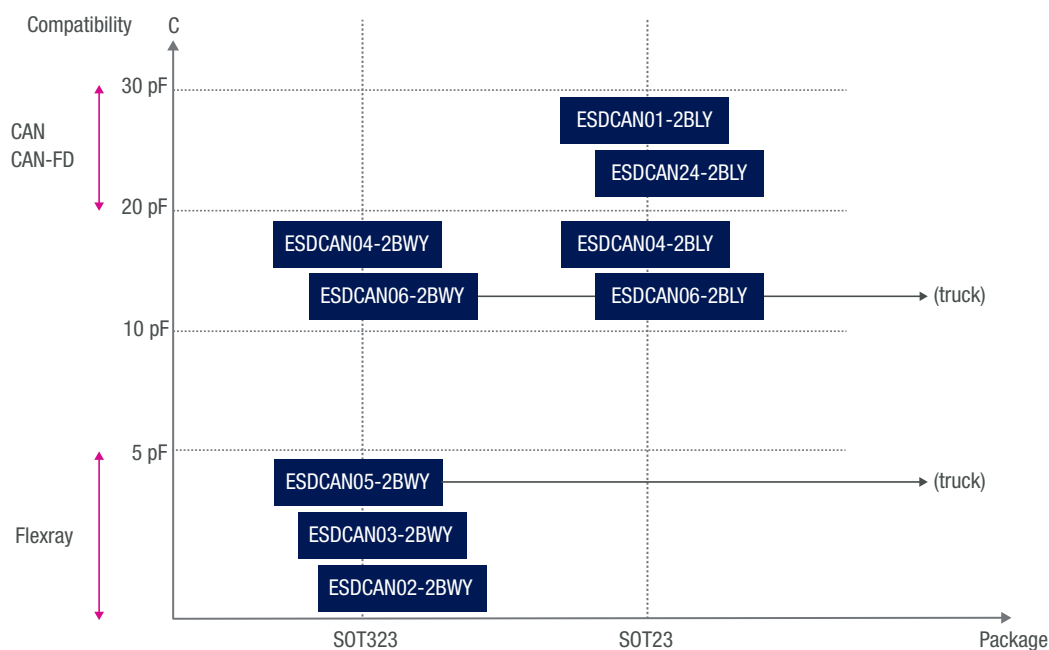 Compatibility C
30 pF
ESDCAN01-2BLY
CAN
CAN-FD
ESDCAN24-2BLY
20 pF
ESDCAN04-2BWY ESDCAN04-2BLY
ESDCAN06-2BWY ESDCAN06-2BLY (truck)
10 pF
5 pF
ESDCAN05-2BWY (truck)
Flexray ESDCAN03-2BWY
ESDCAN02-2BWY
SOT323 SOT23 Package